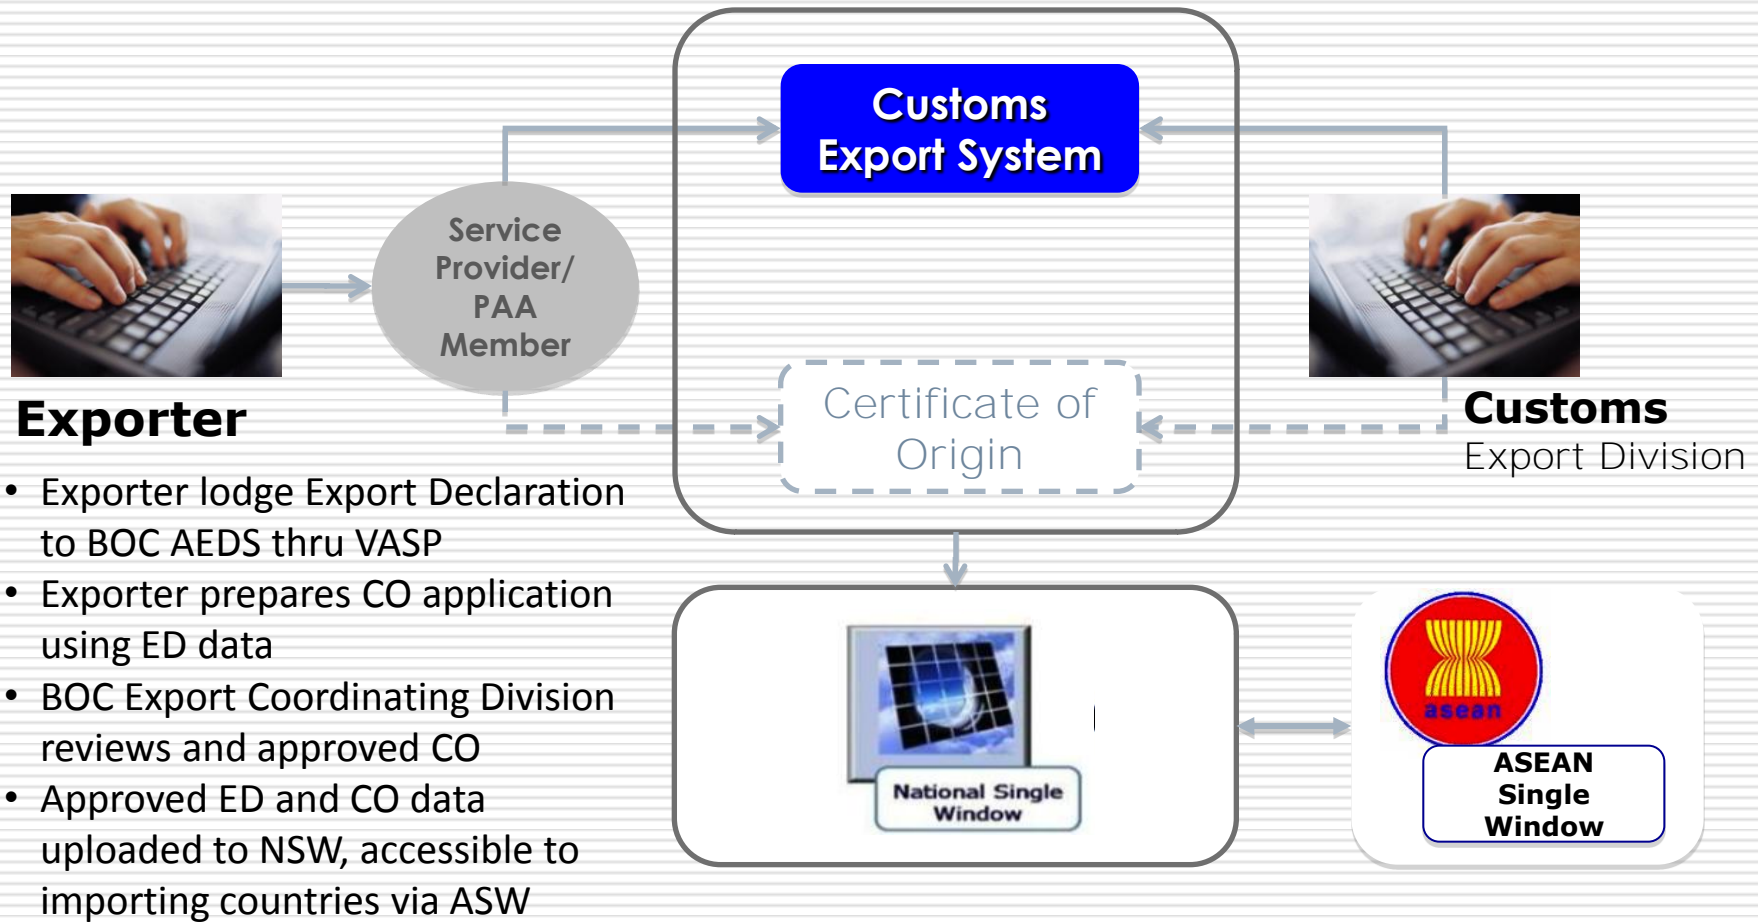 Customs
Export System
Service
Provider/
PAA
Member
Certificate of
Origin
Exporter
Customs
Export Division
• Exporter lodge Export Declaration
to BOC AEDS thru VASP
• Exporter prepares CO application
using ED data
• BOC Export Coordinating Division
reviews and approved CO
• Approved ED and CO data
uploaded to NSW, accessible to
importing countries via ASW
National Single
Window
asean
ASEAN
Single
Window